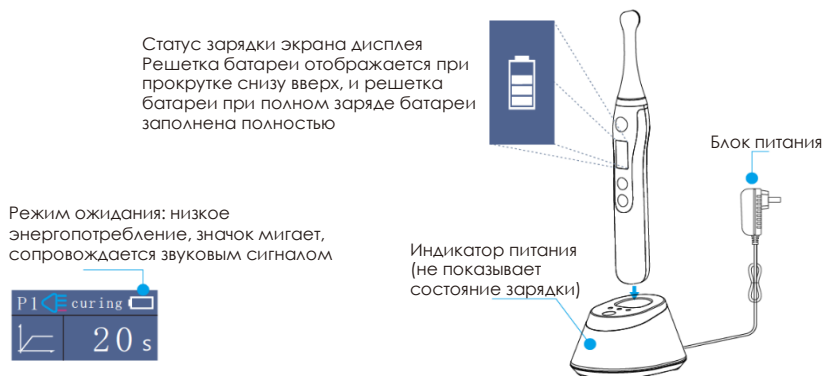 Статус зарядки экрана дисплея
Решетка батареи отображается при
прокрутке снизу вверх, и решетка
батареи при полном заряде батареи
заполнена полностью
Блок питания
Режим ожидания: низкое
энергопотребление, значок мигает,
сопровождается звуковым сигналом
Индикатор питания
(не показывает
состояние зарядки)
P1 curing
20 s